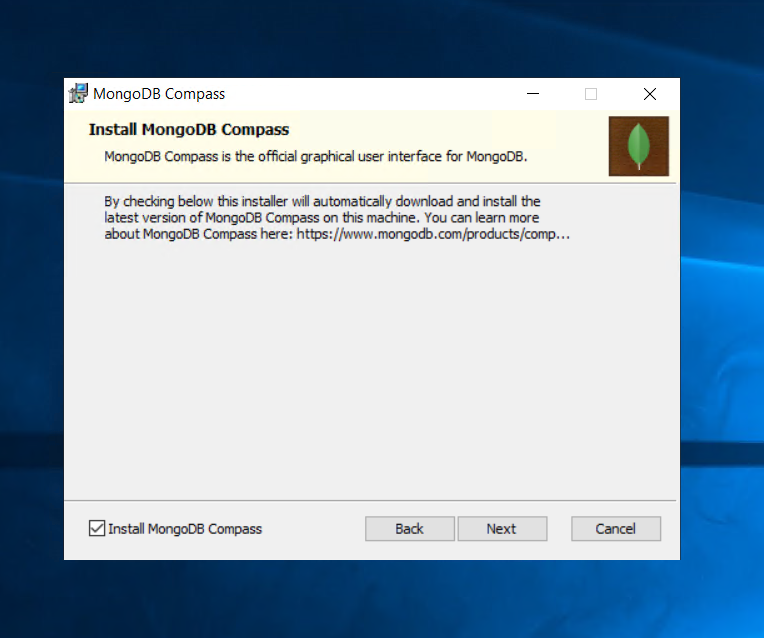 MongoDB Compass
Install MongoDB Compass
MongoDB Compass is the official graphical user interface for MongoDB.
By checking below this installer will automatically download and install the
latest version of MongoDB Compass on this machine. You can learn more
about MongoDB Compass here: https://www.mongodb.com/products/comp...
Install MongoDB Compass
Back
Next
Cancel